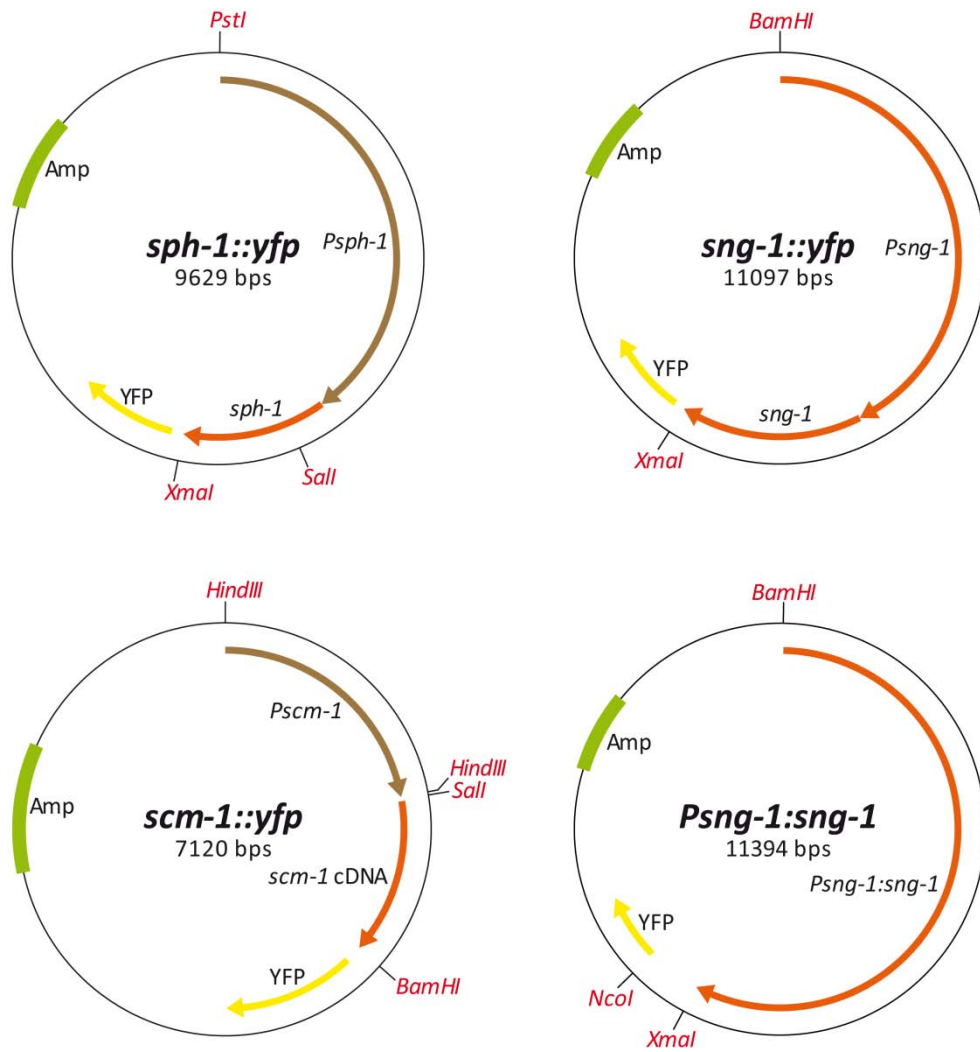 PstI
Amp
Psph-1
sph-1::yfp
9629 bps
YFP
sph-1
SalI
XmaI
BamHI
Amp
Psng-1
sng-1::yfp
11097 bps
YFP
sng-1
XmaI
HindIII
Pscm-1
HindIII
SalI
Amp
scm-1::yfp
7120 bps
scm-1 cDNA
YFP
BamHI
BamHI
Amp
Psng-1:sng-1
11394 bps
Psng-1:sng-1
YFP
NcoI
XmaI